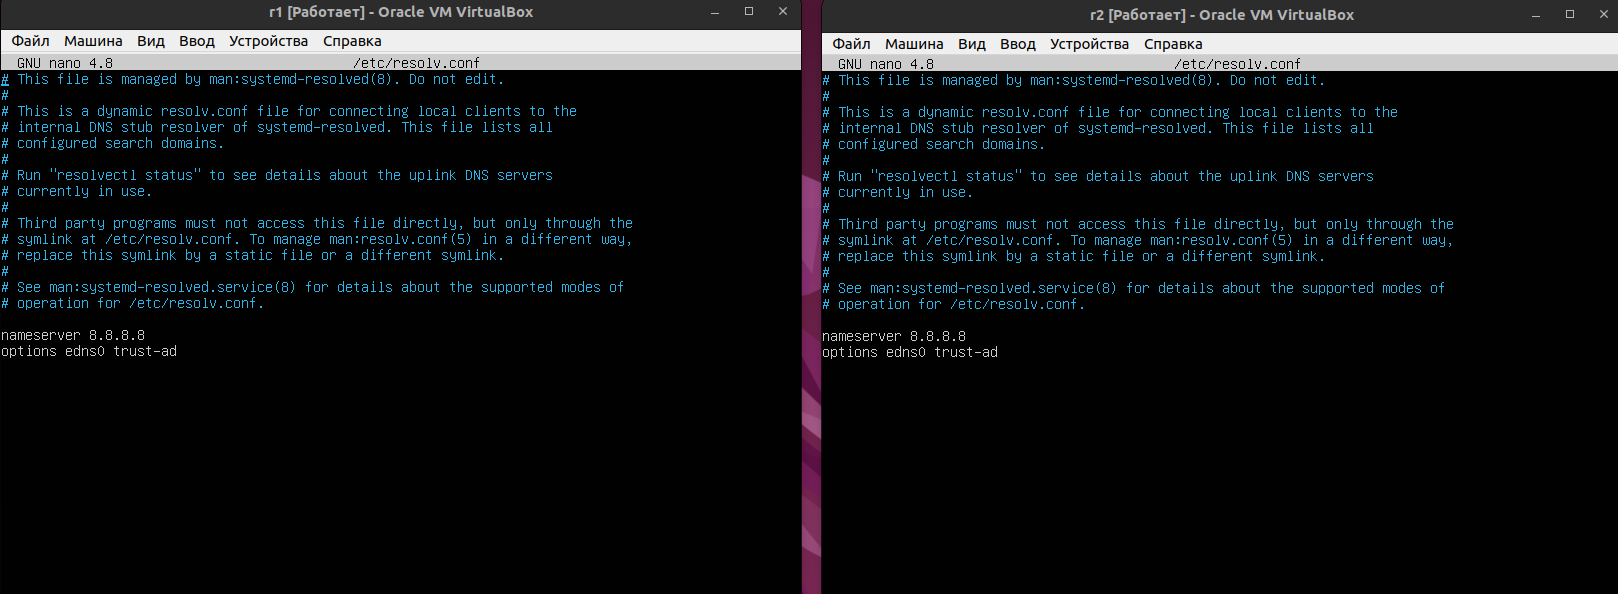 r1 [Работает] - Oracle VM VirtualBox
Файл Машина Вид Ввод Устройства Справка
GNU nano 4.8 /etc/resolv.conf
# This file is managed by man:systemd-resolved(8). Do not edit.
#
# This is a dynamic resolv.conf file for connecting local clients to the
# internal DNS stub resolver of systemd-resolved. This file lists all
# configured search domains.
#
# Run "resolvectl status" to see details about the uplink DNS servers
# currently in use.
#
# Third party programs must not access this file directly, but only through the
# symlink at /etc/resolv.conf. To manage man:resolv.conf(5) in a different way,
# replace this symlink by a static file or a different symlink.
#
# See man:systemd-resolved.service(8) for details about the supported modes of
# operation for /etc/resolv.conf.
nameserver 8.8.8.8
options edns0 trust-ad
r2 [Работает] - Oracle VM VirtualBox
Файл Машина Вид Ввод Устройства Справка
GNU nano 4.8 /etc/resolv.conf
# This file is managed by man:systemd-resolved(8). Do not edit.
#
# This is a dynamic resolv.conf file for connecting local clients to the
# internal DNS stub resolver of systemd-resolved. This file lists all
# configured search domains.
#
# Run "resolvectl status" to see details about the uplink DNS servers
# currently in use.
#
# Third party programs must not access this file directly, but only through the
# symlink at /etc/resolv.conf. To manage man:resolv.conf(5) in a different way,
# replace this symlink by a static file or a different symlink.
#
# See man:systemd-resolved.service(8) for details about the supported modes of
# operation for /etc/resolv.conf.
nameserver 8.8.8.8
options edns0 trust-ad